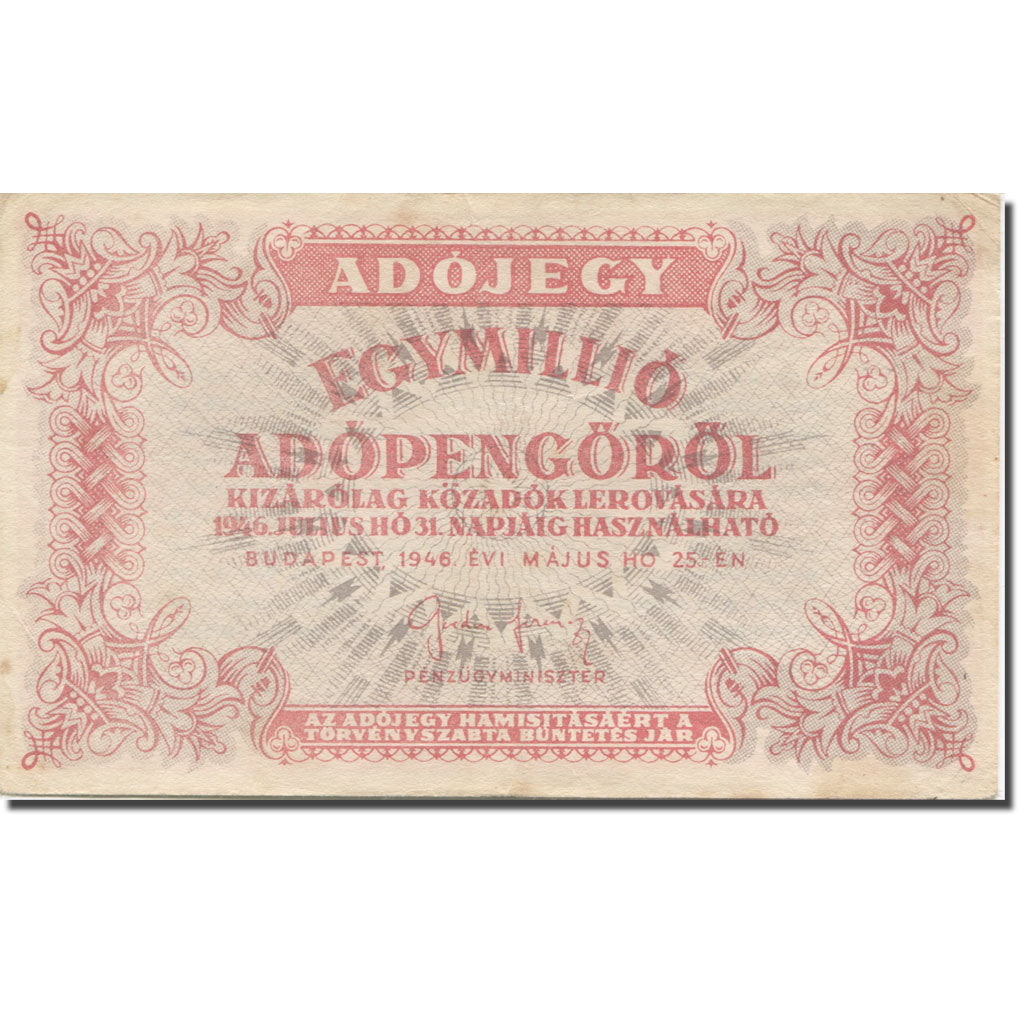 ADÓJEGY
EGYMILLIÓ
ADÓPENGŐRŐL
KIZÁRÓLAG KÖZADÓK LEROVÁSÁRA
1946. JULIUS HÓ 31. NAPJÁIG HASZNÁLHATÓ
BUDAPEST, 1946. ÉVI MÁJUS HÓ 25.-ÉN
PÉNZÜGYMINISZTER
AZ ADÓJEGY HAMISITÁSÁÉRT A
TÖRVÉNYSZABTA BÜNTETÉS JÁR